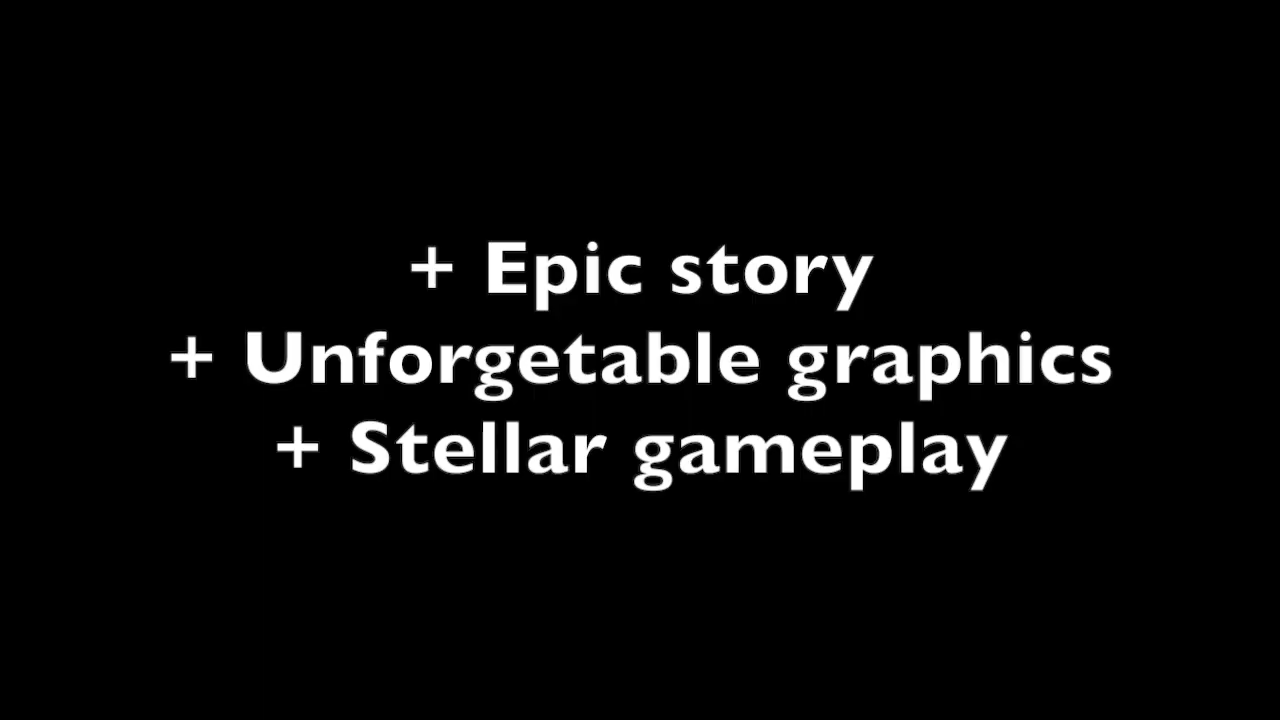 + Epic story
+ Unforgetable graphics
+ Stellar gameplay